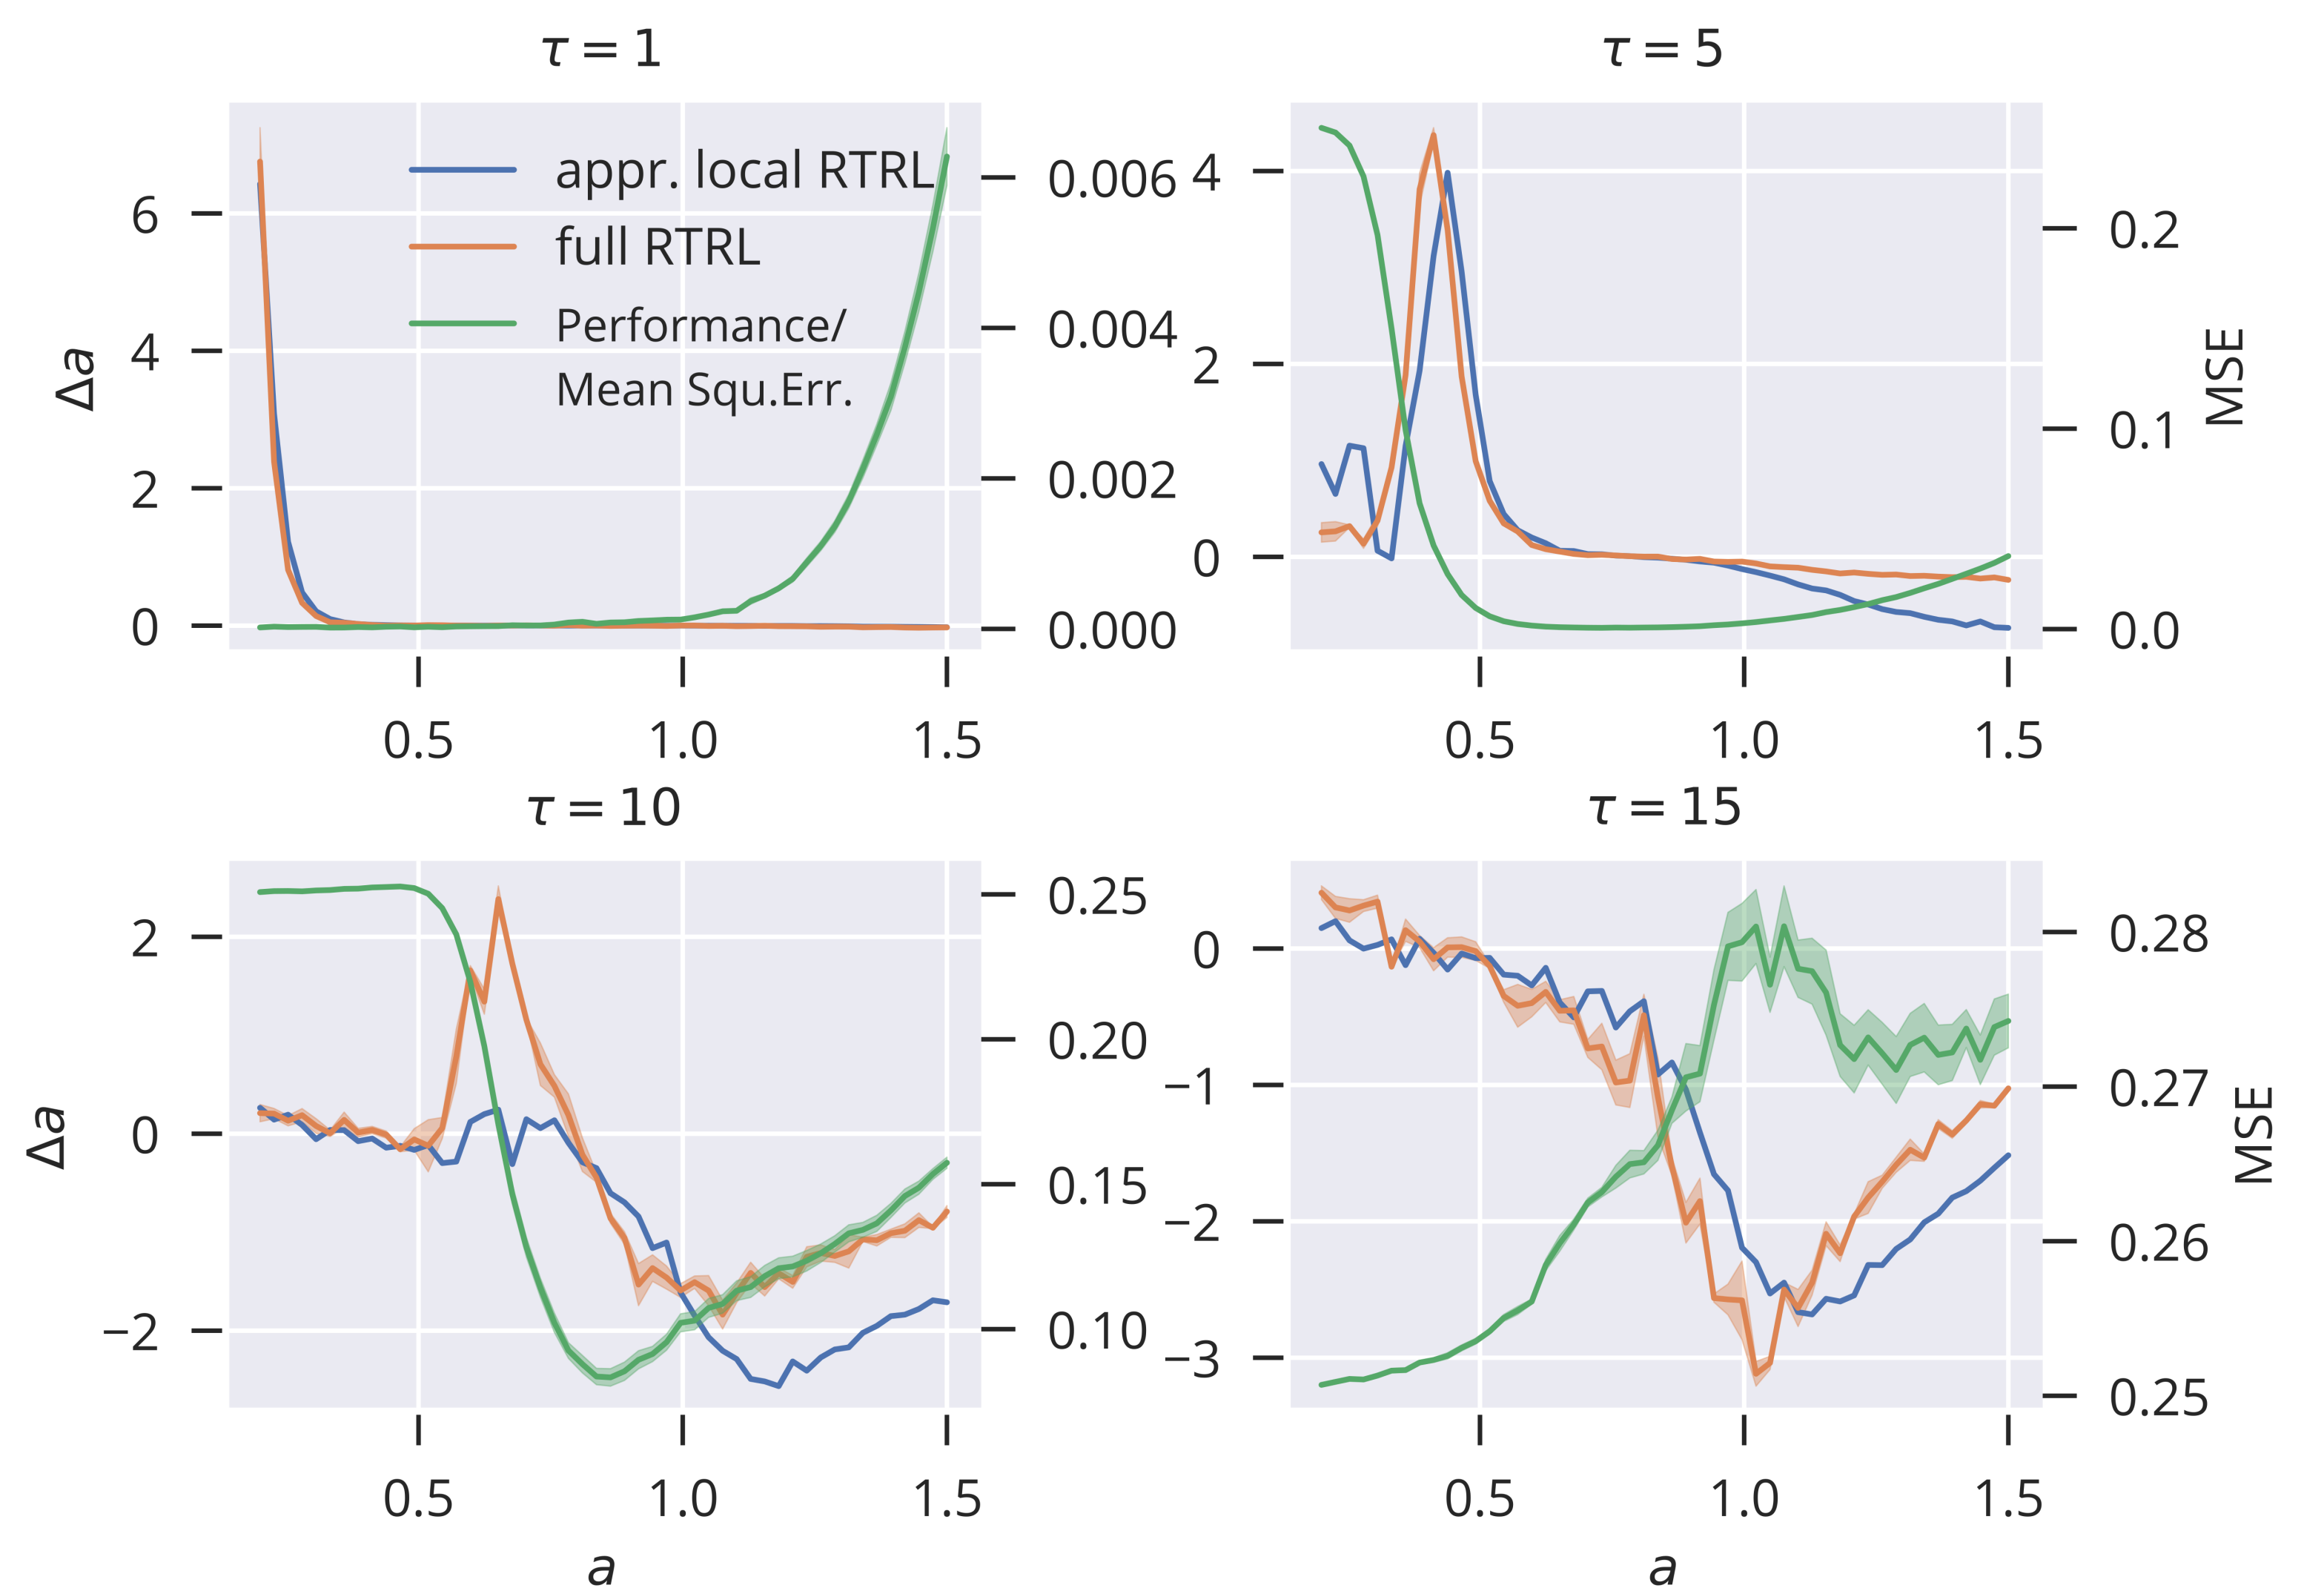 τ = 1
τ = 5
appr. local RTRL
full RTRL
Performance/
Mean Squ.Err.
Δa
6
4
2
0
0.006
0.004
0.002
0.000
0.5
1.0
1.5
4
2
0
0.2
0.1
0.0
MSE
0.5
1.0
1.5
τ = 10
τ = 15
Δa
2
0
−2
0.25
0.20
0.15
0.10
0.5
1.0
1.5
a
0
−1
−2
−3
0.28
0.27
0.26
0.25
MSE
0.5
1.0
1.5
a